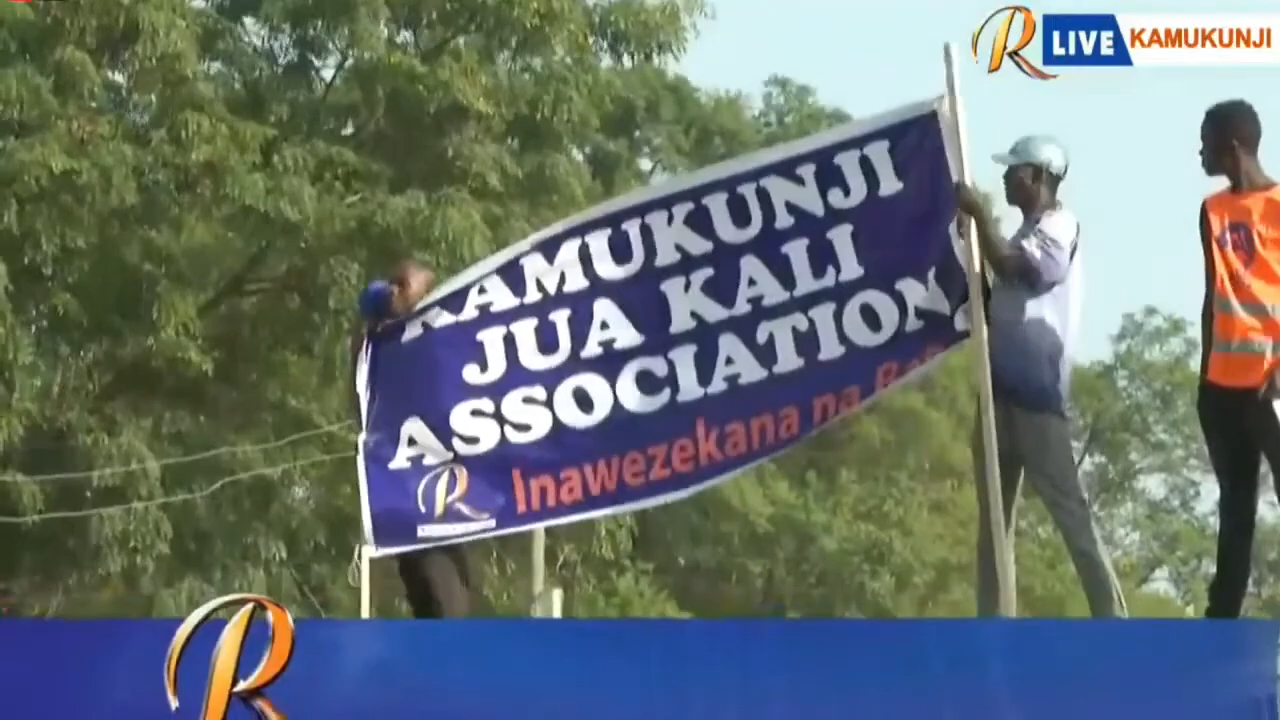 R LIVE KAMUKUNJI
KAMUKUNJI
JUA KALI
ASSOCIATION
R Inawezekana na
R